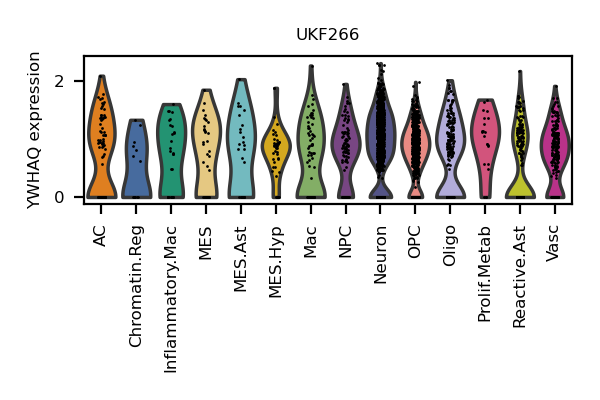 UKF266
YWHAQ expression
2
0
AC
Chromatin.Reg
Inflammatory.Mac
MES
MES.Ast
MES.Hyp
Mac
NPC
Neuron
OPC
Oligo
Prolif.Metab
Reactive.Ast
Vasc